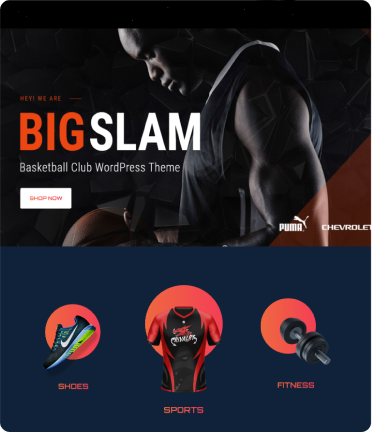 HEY! WE ARE
BIG SLAM
Basketball Club WordPress Theme
SHOP NOW
PUMA
CHEVROLET
SHOES
SPORTS
FITNESS